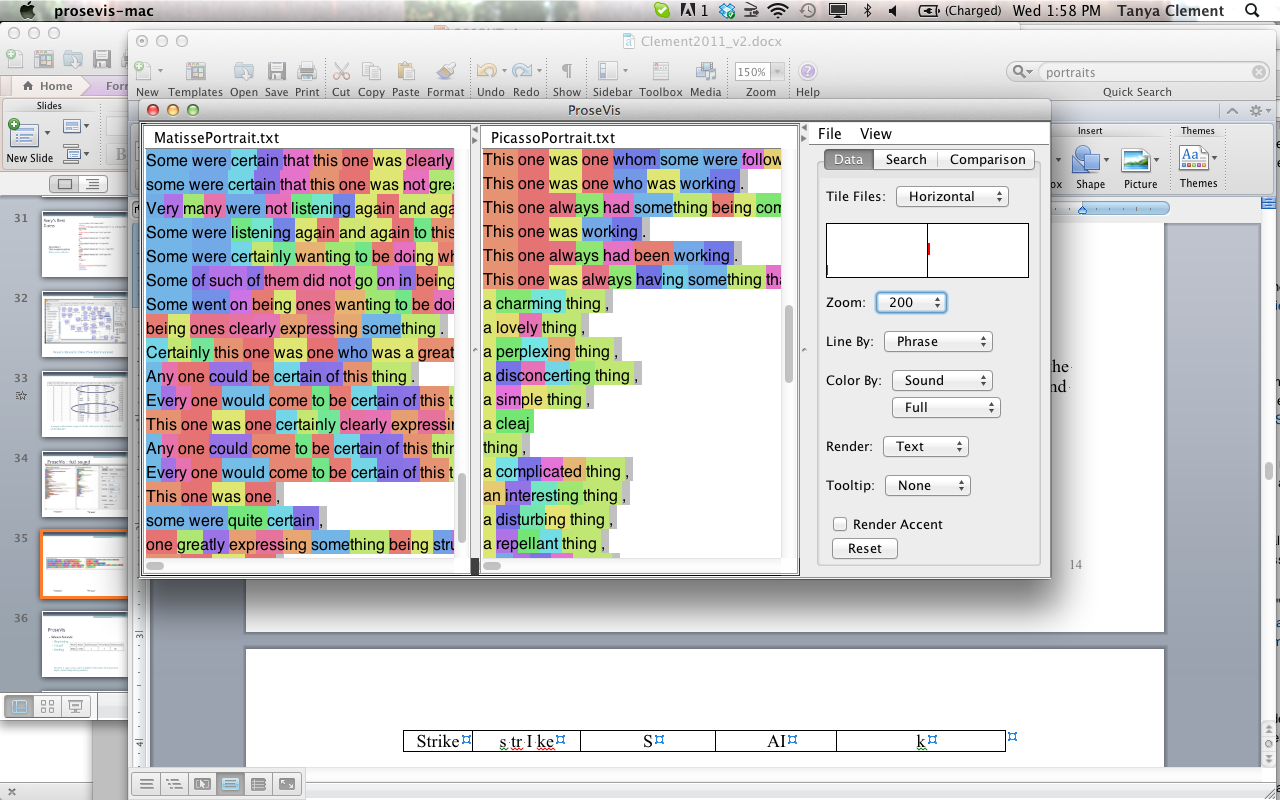 prosevis-mac
1
(Charged)
Wed 1:58 PM
Tanya Clement
Clement2011_v2.docx
New
Templates
Open
Save
Print
Cut
Copy
Paste
Format
Undo
Redo
Show
Sidebar
Toolbox
Media
150%
Zoom
Help
portraits
Quick Search
Home
Form
Slides
New Slide
Insert
Themes
Shape
Picture
Themes
31
32
33
34
35
36
ProseVis
MatissePortrait.txt
Some were certain that this one was clearly
some were certain that this one was not grea
Very many were not listening again and aga
Some were listening again and again to this
Some were certainly wanting to be doing wh
Some of such of them did not go on in being
Some went on being ones wanting to be doi
being ones clearly expressing something .
Certainly this one was one who was a great
Any one could be certain of this thing .
Every one would come to be certain of this t
This one was one certainly clearly expressin
Any one could come to be certain of this thin
Every one would come to be certain of this t
This one was one ,
some were quite certain ,
one greatly expressing something being stru
PicassoPortrait.txt
This one was one whom some were follow
This one was one who was working .
This one always had something being com
This one was working .
This one always had been working .
This one was always having something tha
a charming thing ,
a lovely thing ,
a perplexing thing ,
a disconcerting thing ,
a simple thing ,
a cleaj
thing ,
a complicated thing ,
an interesting thing ,
a disturbing thing ,
a repellant thing ,
File
View
Data
Search
Comparison
Tile Files:
Horizontal
Zoom:
200
Line By:
Phrase
Color By:
Sound
Full
Render:
Text
Tooltip:
None
Render Accent
Reset
he
nd
14
Strike
s tr I ke
S
AI
k